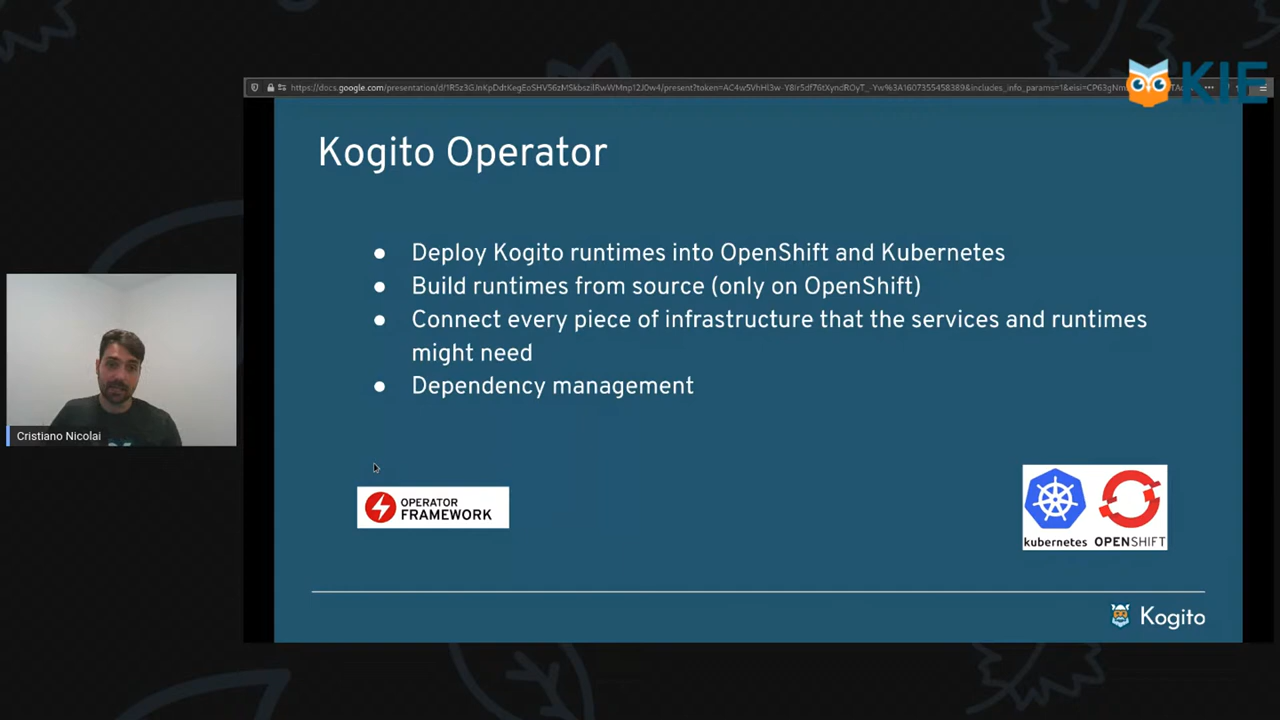 KIE
Kogito Operator
● Deploy Kogito runtimes into OpenShift and Kubernetes
● Build runtimes from source (only on OpenShift)
● Connect every piece of infrastructure that the services and runtimes
might need
● Dependency management
Cristiano Nicolai
OPERATOR
FRAMEWORK
kubernetes OPENSHIFT
Kogito